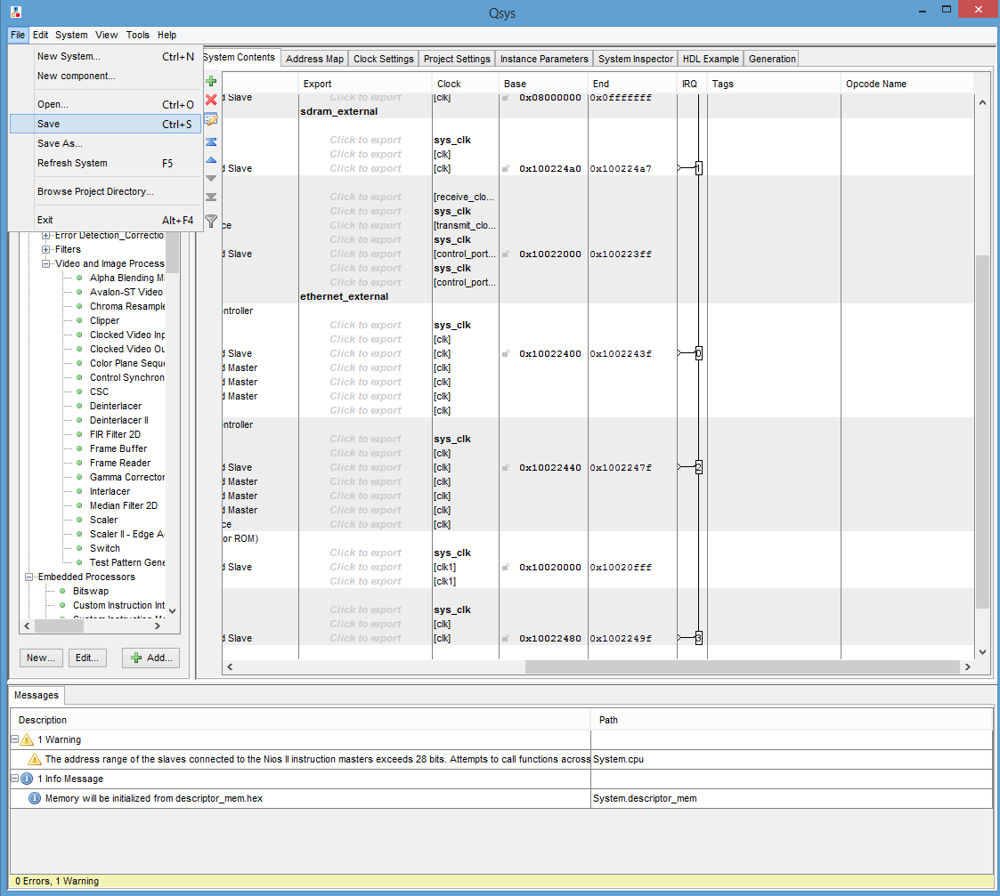 Qsys
File Edit System View Tools Help
New System... Ctrl+N
New component...
Open... Ctrl+O
Save Ctrl+S
Save As...
Refresh System F5
Browse Project Directory...
Exit Alt+F4
System Contents Address Map Clock Settings Project Settings Instance Parameters System Inspector HDL Example Generation
Export Clock Base End IRQ Tags Opcode Name
d Slave Click to export [clk] 0x08000000 0x0fffffff
sdram_external
Click to export sys_clk
Click to export [clk]
d Slave Click to export [clk] 0x100224a0 0x100224a7 1
Click to export [receive_clo...
Click to export sys_clk
ce Click to export [transmit_clo...
Click to export sys_clk
d Slave Click to export [control_port... 0x10022000 0x100223ff
Click to export sys_clk
Click to export [control_port...
ethernet_external
ontroller
Click to export sys_clk
Click to export [clk]
d Slave Click to export [clk] 0x10022400 0x1002243f 0
d Master Click to export [clk]
d Master Click to export [clk]
d Master Click to export [clk]
Click to export [clk]
ontroller
Click to export sys_clk
Click to export [clk]
d Slave Click to export [clk] 0x10022440 0x1002247f 2
d Master Click to export [clk]
d Master Click to export [clk]
d Master Click to export [clk]
ce Click to export [clk]
or ROM)
Click to export sys_clk
d Slave Click to export [clk1] 0x10020000 0x10020fff
Click to export [clk1]
Click to export sys_clk
Click to export [clk]
d Slave Click to export [clk] 0x10022480 0x1002249f 3
Error Detection_Correctio
Filters
Video and Image Process
Alpha Blending Mi
Avalon-ST Video
Chroma Resample
Clipper
Clocked Video Inp
Clocked Video Ou
Color Plane Seque
Control Synchron
CSC
Deinterlacer
Deinterlacer II
FIR Filter 2D
Frame Buffer
Frame Reader
Gamma Corrector
Interlacer
Median Filter 2D
Scaler
Scaler II - Edge A
Switch
Test Pattern Gene
Embedded Processors
Bitswap
Custom Instruction Int
Custom Instruction M
New... Edit... Add...
Messages
Description Path
1 Warning
The address range of the slaves connected to the Nios II instruction masters exceeds 28 bits. Attempts to call functions across System.cpu
1 Info Message
Memory will be initialized from descriptor_mem.hex System.descriptor_mem
0 Errors, 1 Warning